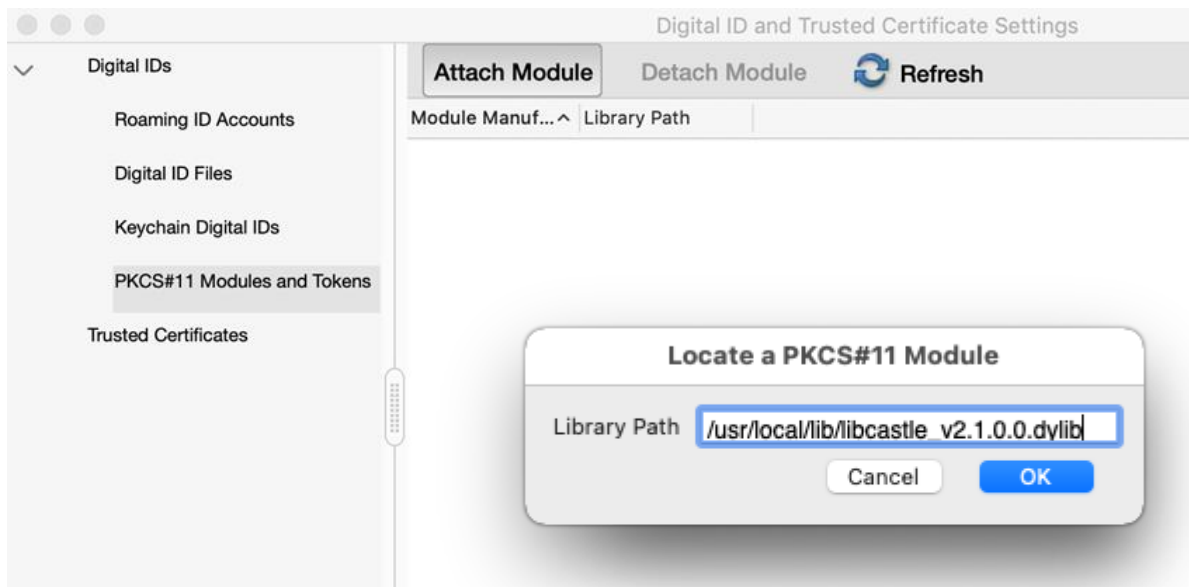 Digital ID and Trusted Certificate Settings
Digital IDs
Roaming ID Accounts
Digital ID Files
Keychain Digital IDs
PKCS#11 Modules and Tokens
Trusted Certificates
Attach Module Detach Module Refresh
Module Manuf... Library Path
Locate a PKCS#11 Module
Library Path /usr/local/lib/libcastle_v2.1.0.0.dylib
Cancel OK